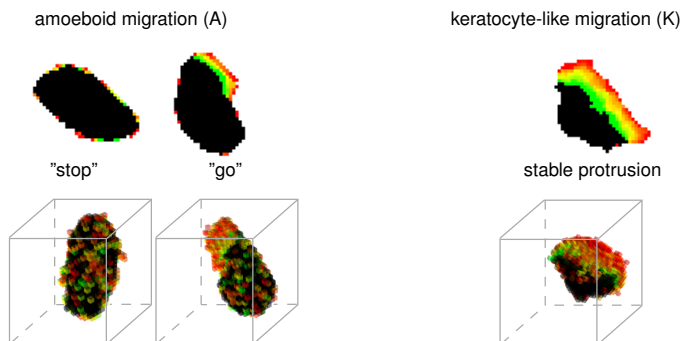 amoeboid migration (A)
keratocyte-like migration (K)
"stop"
"go"
stable protrusion